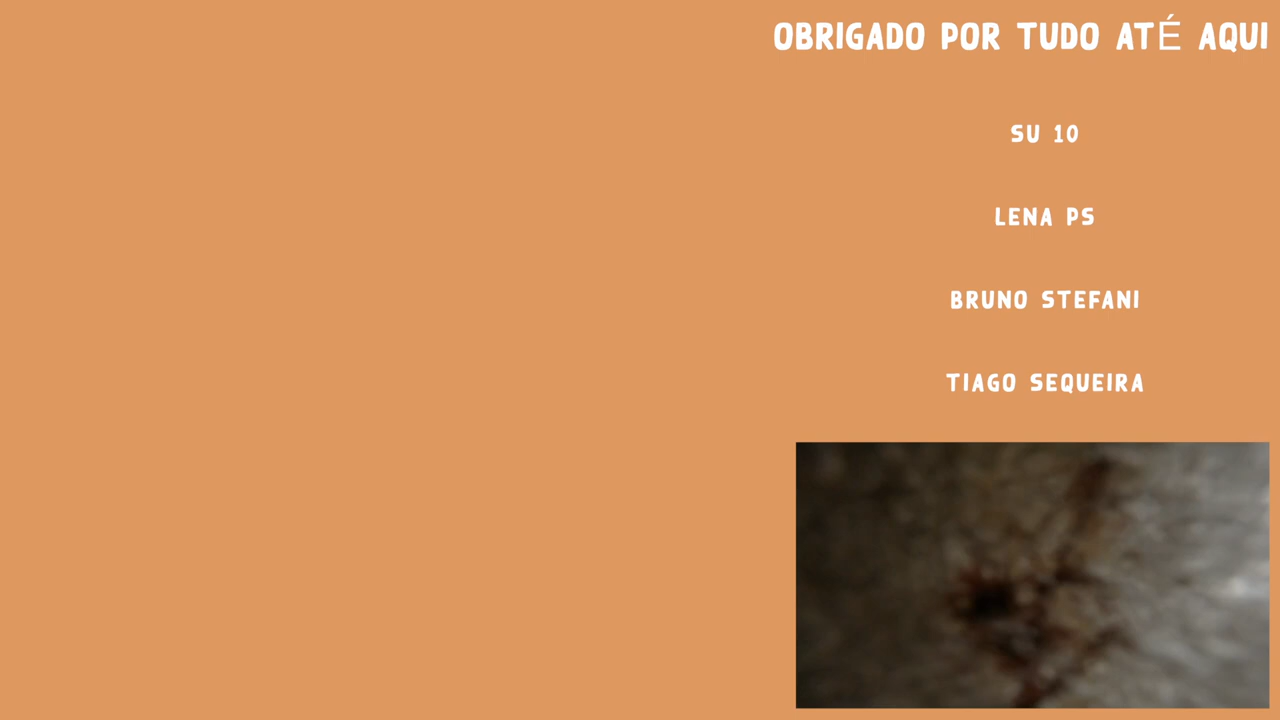 OBRIGADO POR TUDO ATÉ AQUI
SU 10
LENA PS
BRUNO STEFANI
TIAGO SEQUEIRA